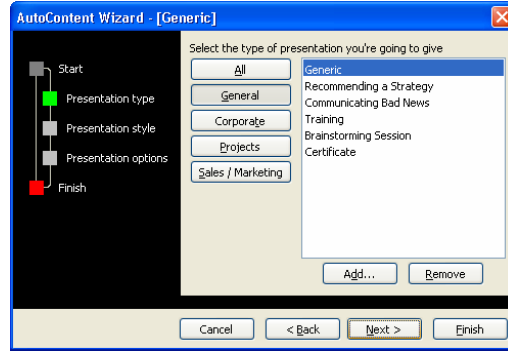 AutoContent Wizard - [Generic]
Select the type of presentation you're going to give
Start
Presentation type
Presentation style
Presentation options
Finish
All
General
Corporate
Projects
Sales / Marketing
Generic
Recommending a Strategy
Communicating Bad News
Training
Brainstorming Session
Certificate
Add...
Remove
Cancel
< Back
Next >
Finish